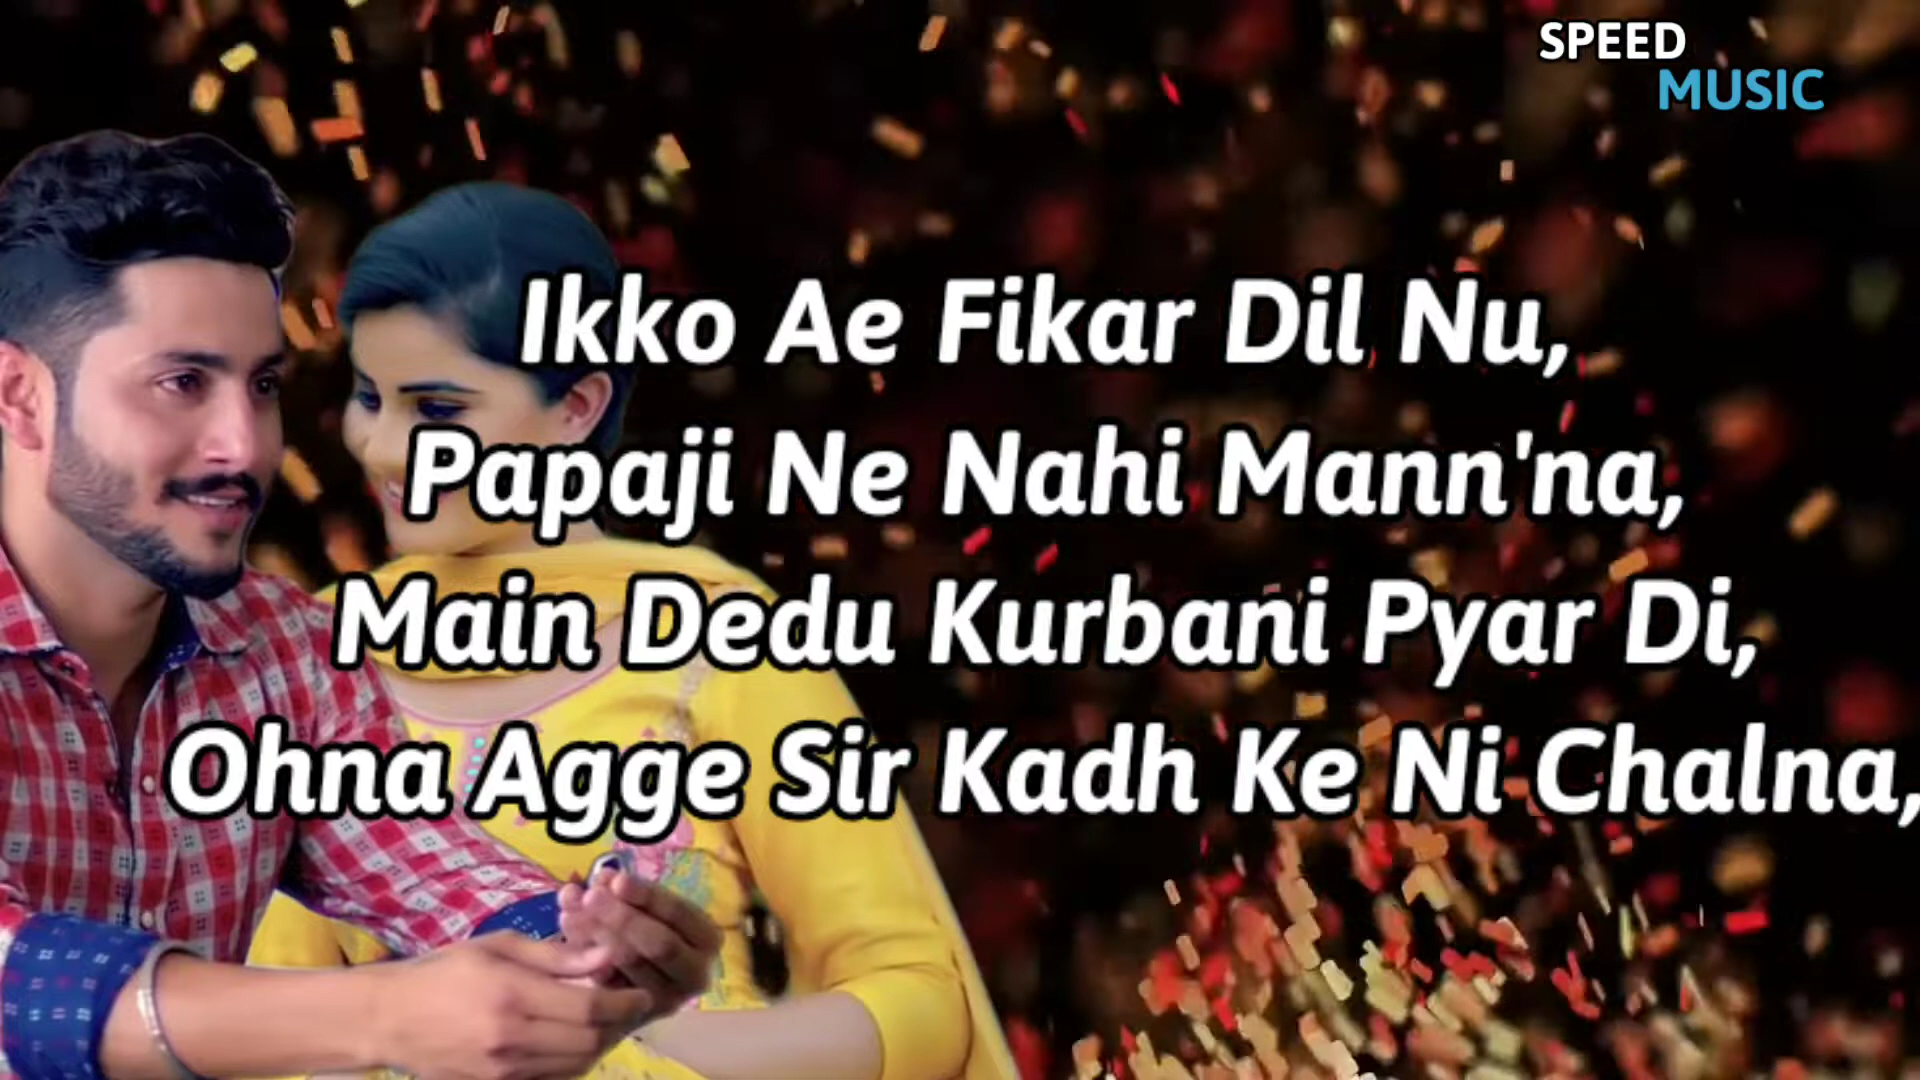 SPEED
MUSIC
Ikko Ae Fikar Dil Nu,
Papaji Ne Nahi Mann'na,
Main Dedu Kurbani Pyar Di,
Ohna Agge Sir Kadh Ke Ni Chalna,